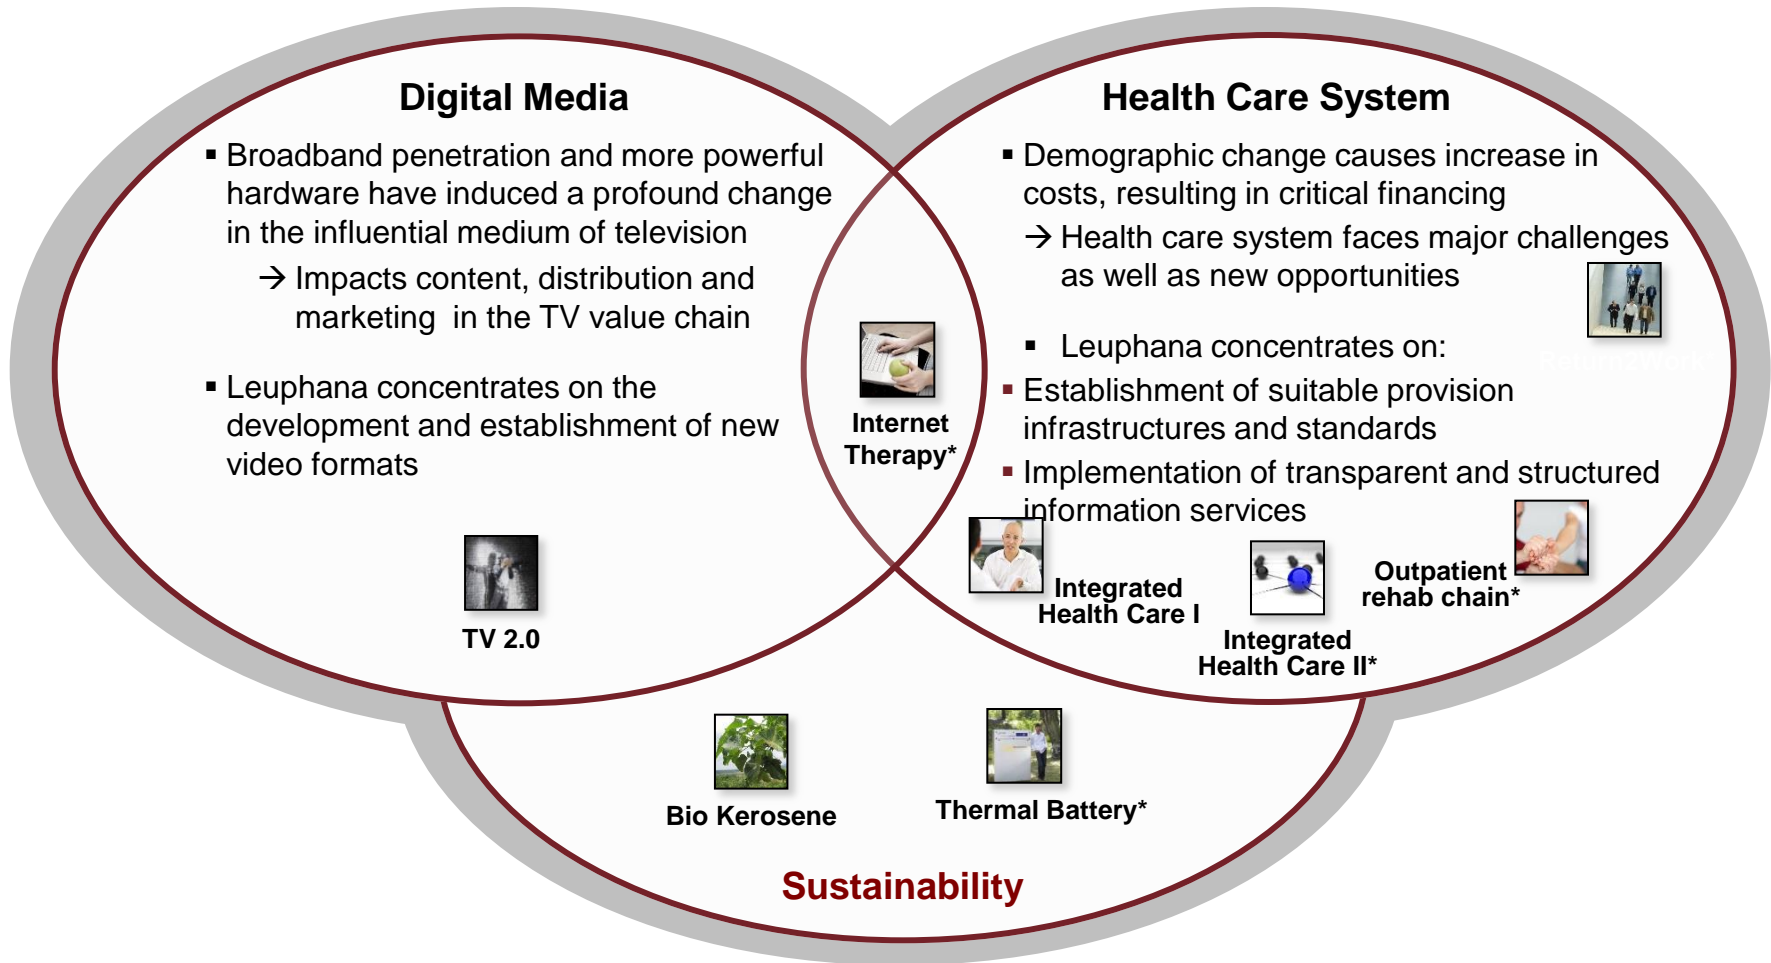 Digital Media
▪ Broadband penetration and more powerful
hardware have induced a profound change
in the influential medium of television
→ Impacts content, distribution and
marketing in the TV value chain
▪ Leuphana concentrates on the
development and establishment of new
video formats
TV 2.0
Internet
Therapy*
Health Care System
▪ Demographic change causes increase in
costs, resulting in critical financing
→ Health care system faces major challenges
as well as new opportunities
▪ Leuphana concentrates on:
▪ Establishment of suitable provision
infrastructures and standards
▪ Implementation of transparent and structured
information services
Integrated
Health Care I
Integrated
Health Care II*
Outpatient
rehab chain*
Bio Kerosene
Thermal Battery*
Sustainability